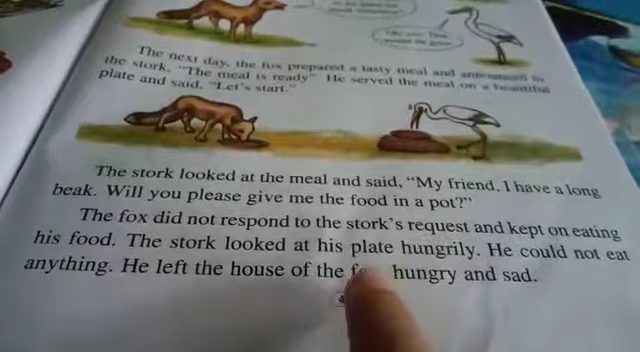 The next day, the fox prepared a tasty meal and announced to
the stork, "The meal is ready" He served the meal on a beautiful
plate and said, "Let's start."
The stork looked at the meal and said, "My friend, I have a long
beak. Will you please give me the food in a pot?"
The fox did not respond to the stork's request and kept on eating
his food. The stork looked at his plate hungrily. He could not eat
anything. He left the house of the hungry and sad.